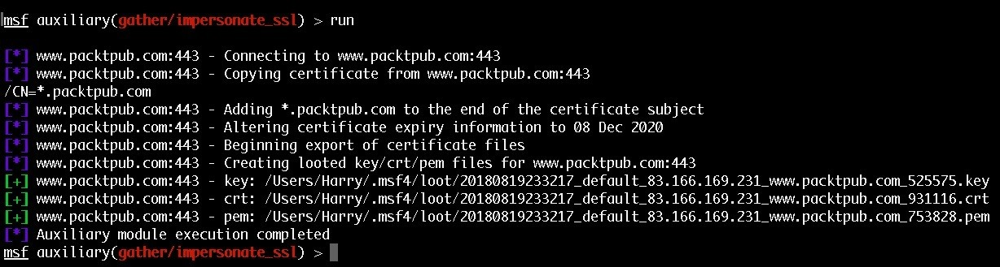 msf auxiliary(gather/impersonate_ssl) > run
[*] www.packtpub.com:443 - Connecting to www.packtpub.com:443
[*] www.packtpub.com:443 - Copying certificate from www.packtpub.com:443
/CN=*.packtpub.com
[*] www.packtpub.com:443 - Adding *.packtpub.com to the end of the certificate subject
[*] www.packtpub.com:443 - Altering certificate expiry information to 08 Dec 2020
[*] www.packtpub.com:443 - Beginning export of certificate files
[*] www.packtpub.com:443 - Creating looted key/crt/pem files for www.packtpub.com:443
[+] www.packtpub.com:443 - key: /Users/Harry/.msf4/loot/20180819233217_default_83.166.169.231_www.packtpub.com_525575.key
[+] www.packtpub.com:443 - crt: /Users/Harry/.msf4/loot/20180819233217_default_83.166.169.231_www.packtpub.com_931116.crt
[+] www.packtpub.com:443 - pem: /Users/Harry/.msf4/loot/20180819233217_default_83.166.169.231_www.packtpub.com_753828.pem
[*] Auxiliary module execution completed
msf auxiliary(gather/impersonate_ssl) >